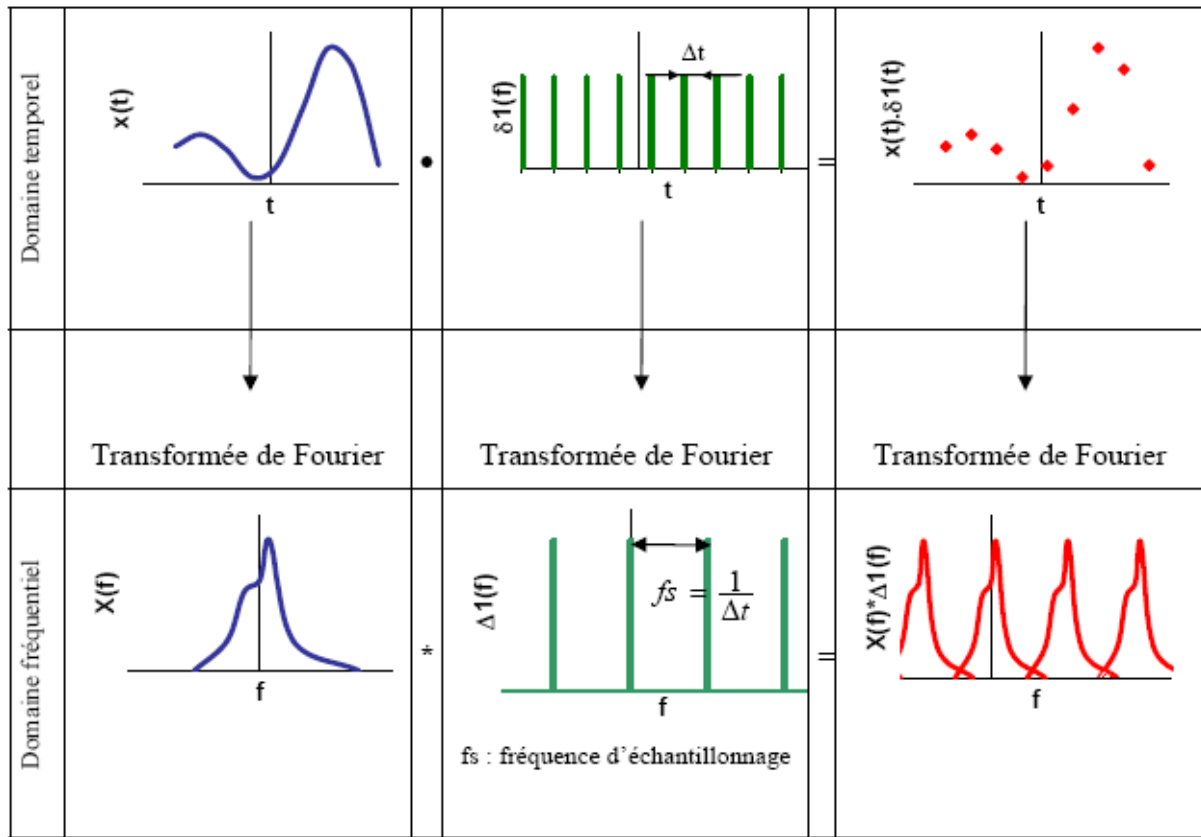 Domaine temporel
x(t)
t
•
δ1(f)
Δt
t
=
x(t).δ1(t)
t
Transformée de Fourier
Transformée de Fourier
Transformée de Fourier
Domaine fréquentiel
X(f)
f
*
Δ1(f)
fs = 1/Δt
f
fs : fréquence d’échantillonnage
=
X(f)*Δ1(f)
f